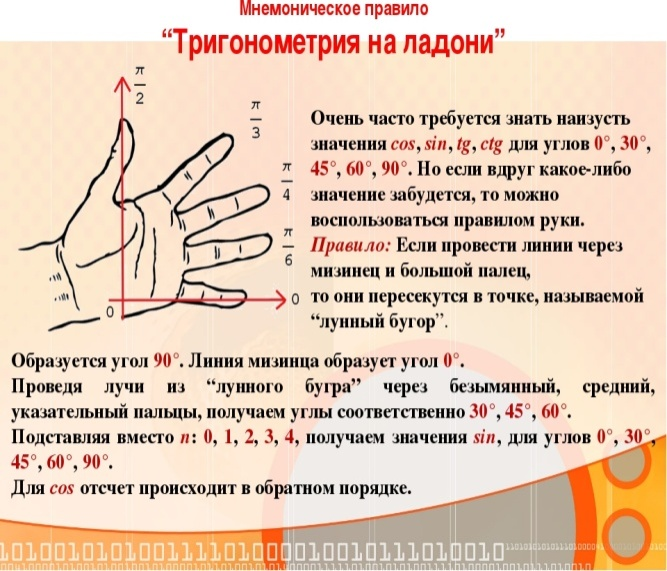 Мнемоническое правило
“Тригонометрия на ладони”
π
2
π
3
π
4
π
6
0
0
Очень часто требуется знать наизусть
значения cos, sin, tg, ctg для углов 0°, 30°,
45°, 60°, 90°. Но если вдруг какое-либо
значение забудется, то можно
воспользоваться правилом руки.
Правило: Если провести линии через
мизинец и большой палец,
то они пересекутся в точке, называемой
“лунный бугор”.
Образуется угол 90°. Линия мизинца образует угол 0°.
Проведя лучи из “лунного бугра” через безымянный, средний,
указательный пальцы, получаем углы соответственно 30°, 45°, 60°.
Подставляя вместо n: 0, 1, 2, 3, 4, получаем значения sin, для углов 0°, 30°,
45°, 60°, 90°.
Для cos отсчет происходит в обратном порядке.